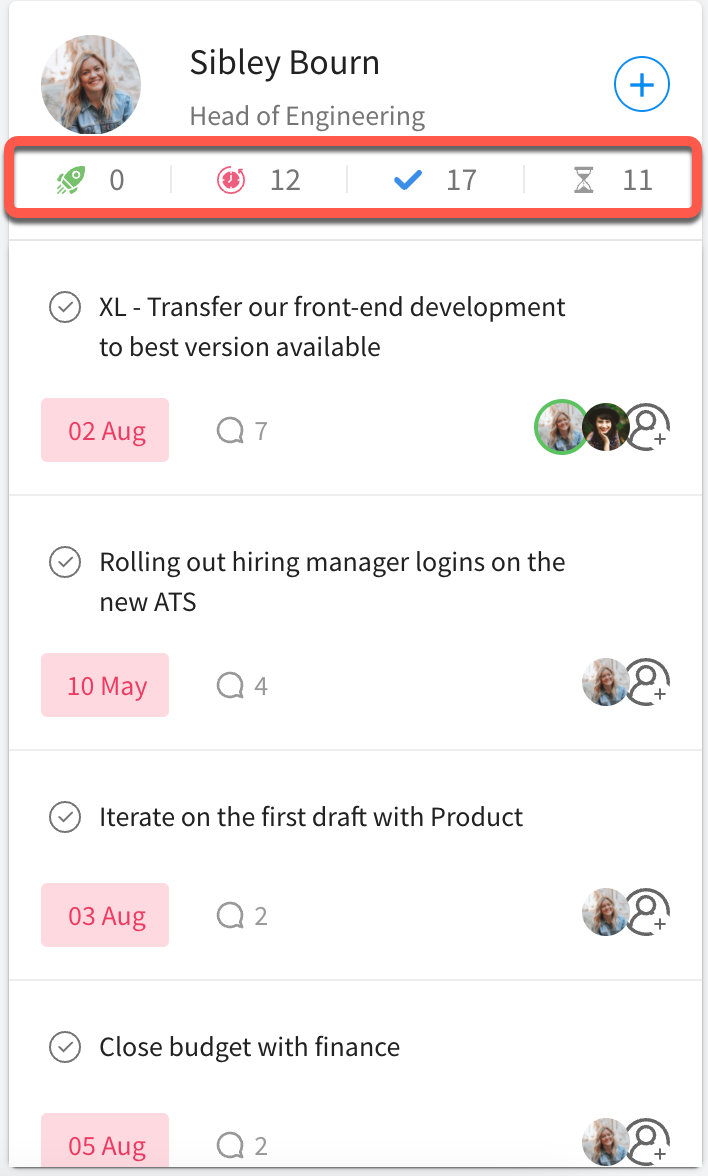 Sibley Bourn
Head of Engineering
0 12 17 11
XL - Transfer our front-end development
to best version available
02 Aug 7
Rolling out hiring manager logins on the
new ATS
10 May 4
Iterate on the first draft with Product
03 Aug 2
Close budget with finance
05 Aug 2